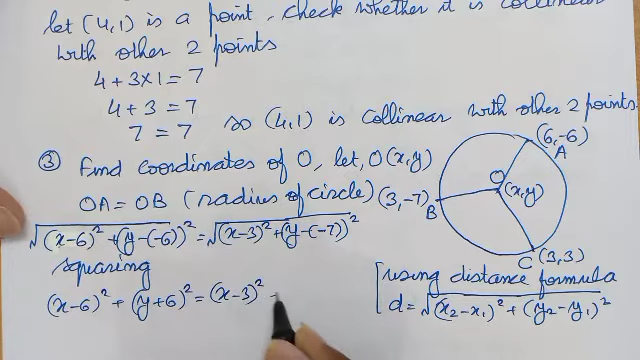 let (4,1) is a point. Check whether it is collinear
with other 2 points
4 + 3×1 = 7
4 + 3 = 7
7 = 7
so (4,1) is collinear with other 2 points.
③ Find coordinates of O, let, O(x,y)
OA = OB (radius of circle)
√(x-6)² + (y-(-6))² = √(x-3)² + (y-(-7))²
squaring
(x-6)² + (y+6)² = (x-3)²
(6,-6)
A
O
(x,y)
(3,-7)
B
C (3,3)
[using distance formula
d = √(x₂-x₁)² + (y₂-y₁)²